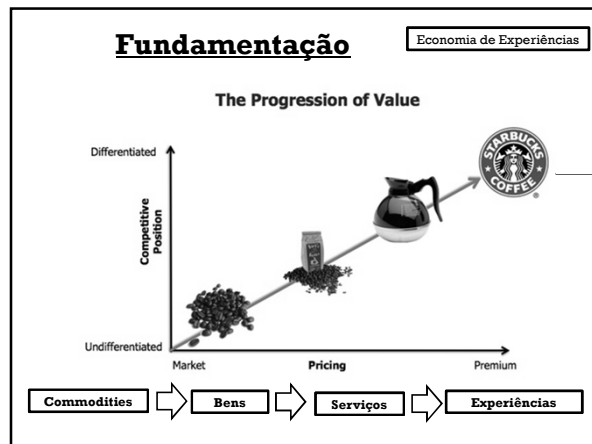 Fundamentação
Economia de Experiências
The Progression of Value
Differentiated
STARBUCKS
COFFEE
Competitive
Position
Undifferentiated
Market
Pricing
Premium
Commodities
Bens
Serviços
Experiências